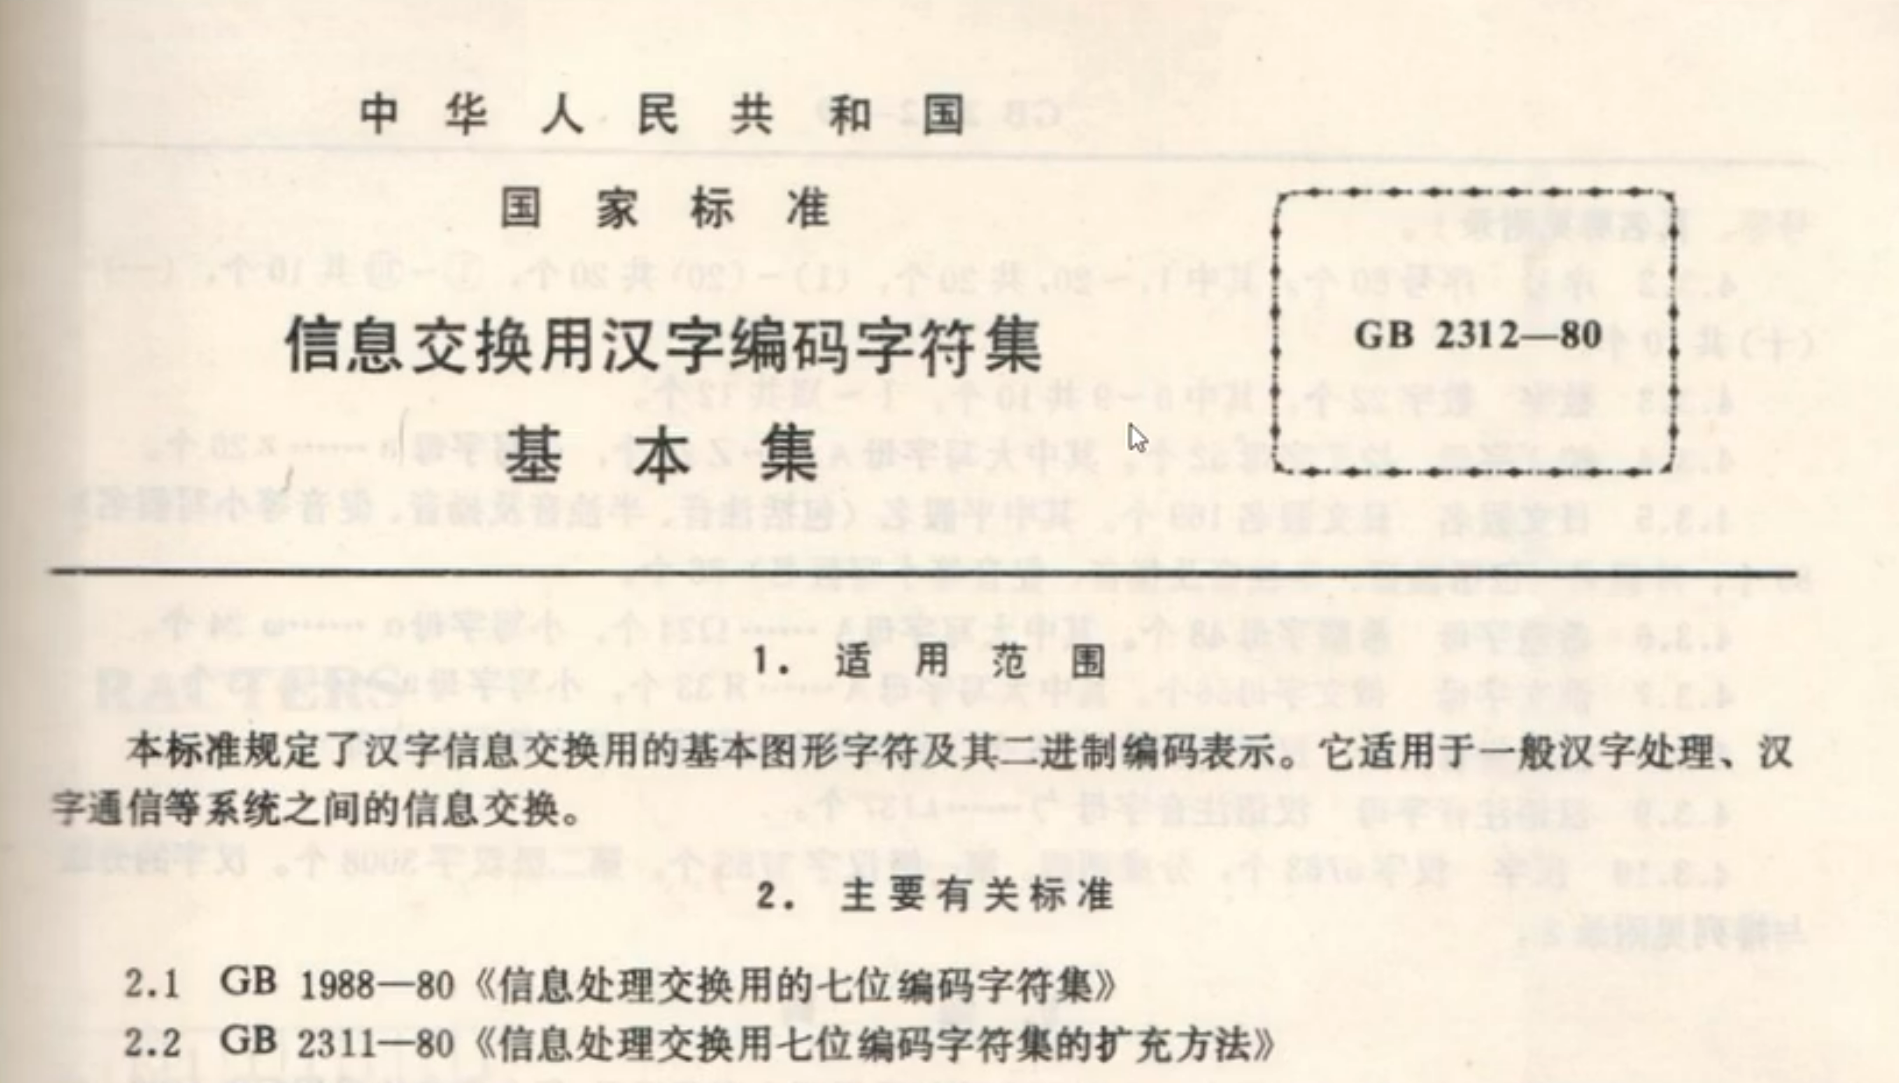 中华人民共和国
国家标准
信息交换用汉字编码字符集
基本集
GB 2312—80
1. 适用范围
本标准规定了汉字信息交换用的基本图形字符及其二进制编码表示。它适用于一般汉字处理、汉
字通信等系统之间的信息交换。
2. 主要有关标准
2.1 GB 1988—80《信息处理交换用的七位编码字符集》
2.2 GB 2311—80《信息处理交换用七位编码字符集的扩充方法》